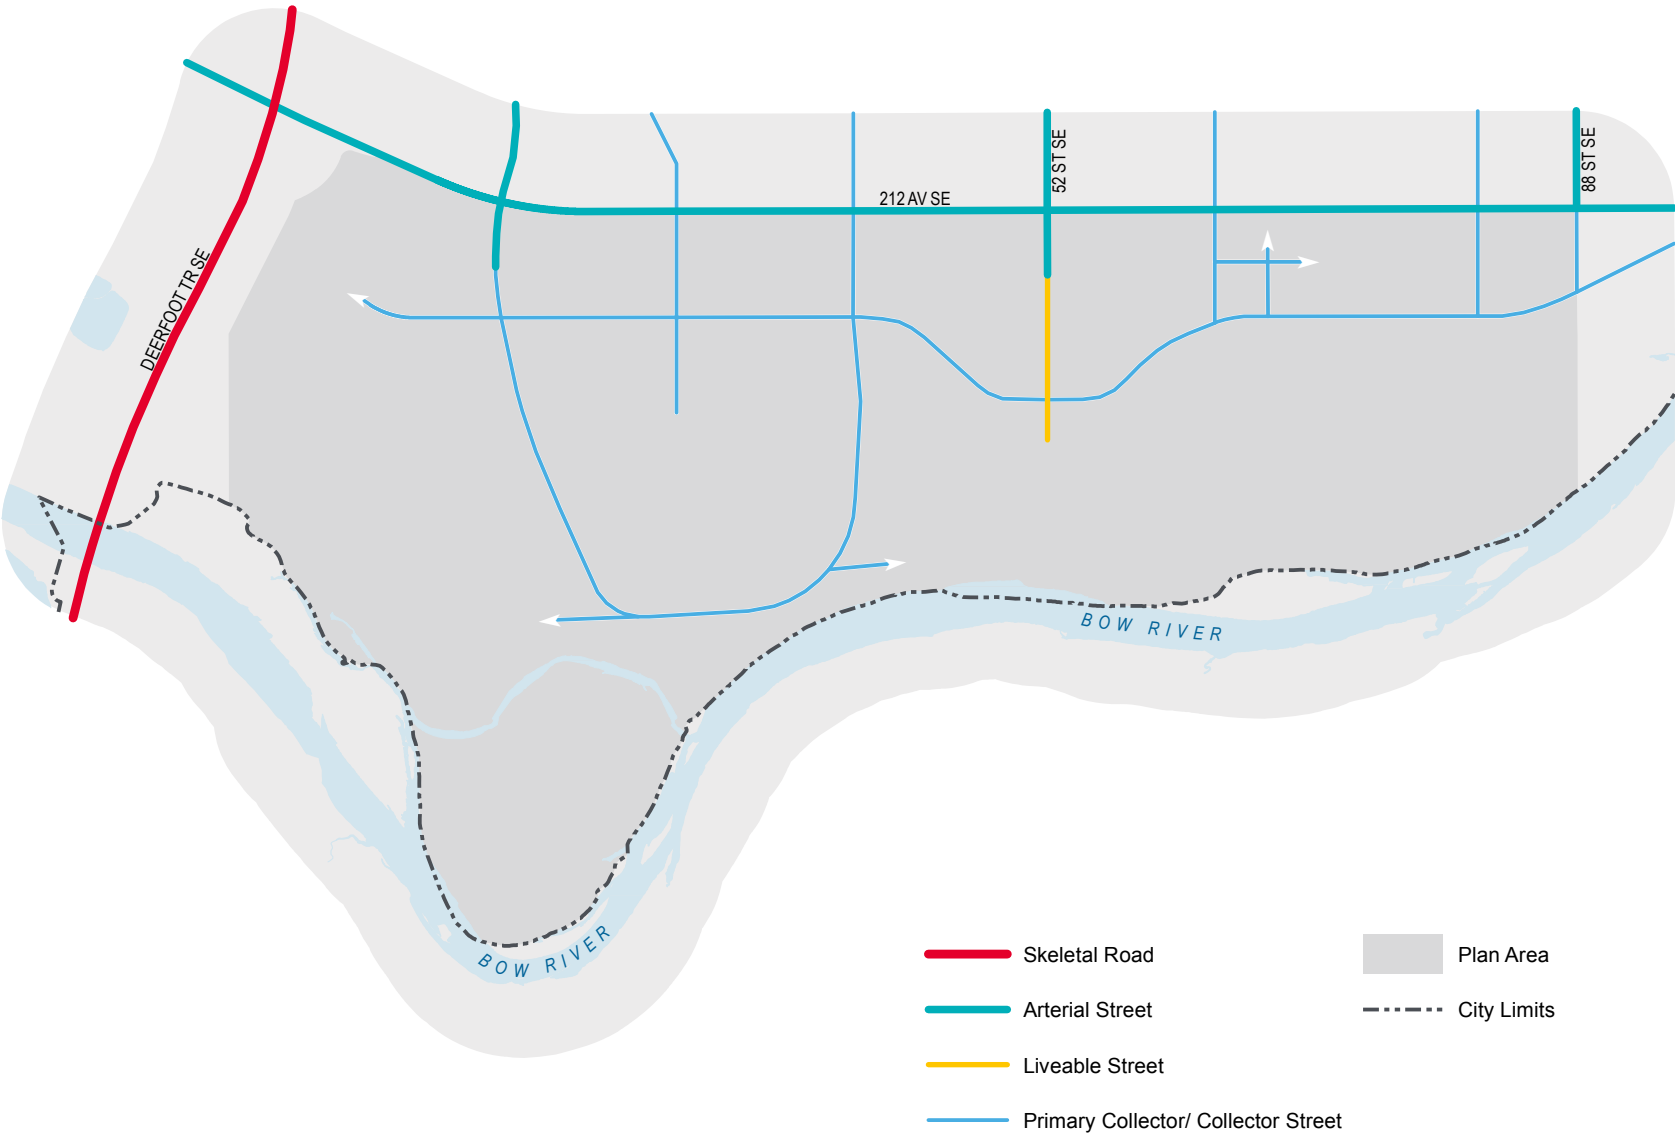 52 ST SE
88 ST SE
212 AV SE
DEERFOOT TR SE
BOW RIVER
BOW RIVER
Skeletal Road
Plan Area
Arterial Street
City Limits
Liveable Street
Primary Collector/ Collector Street